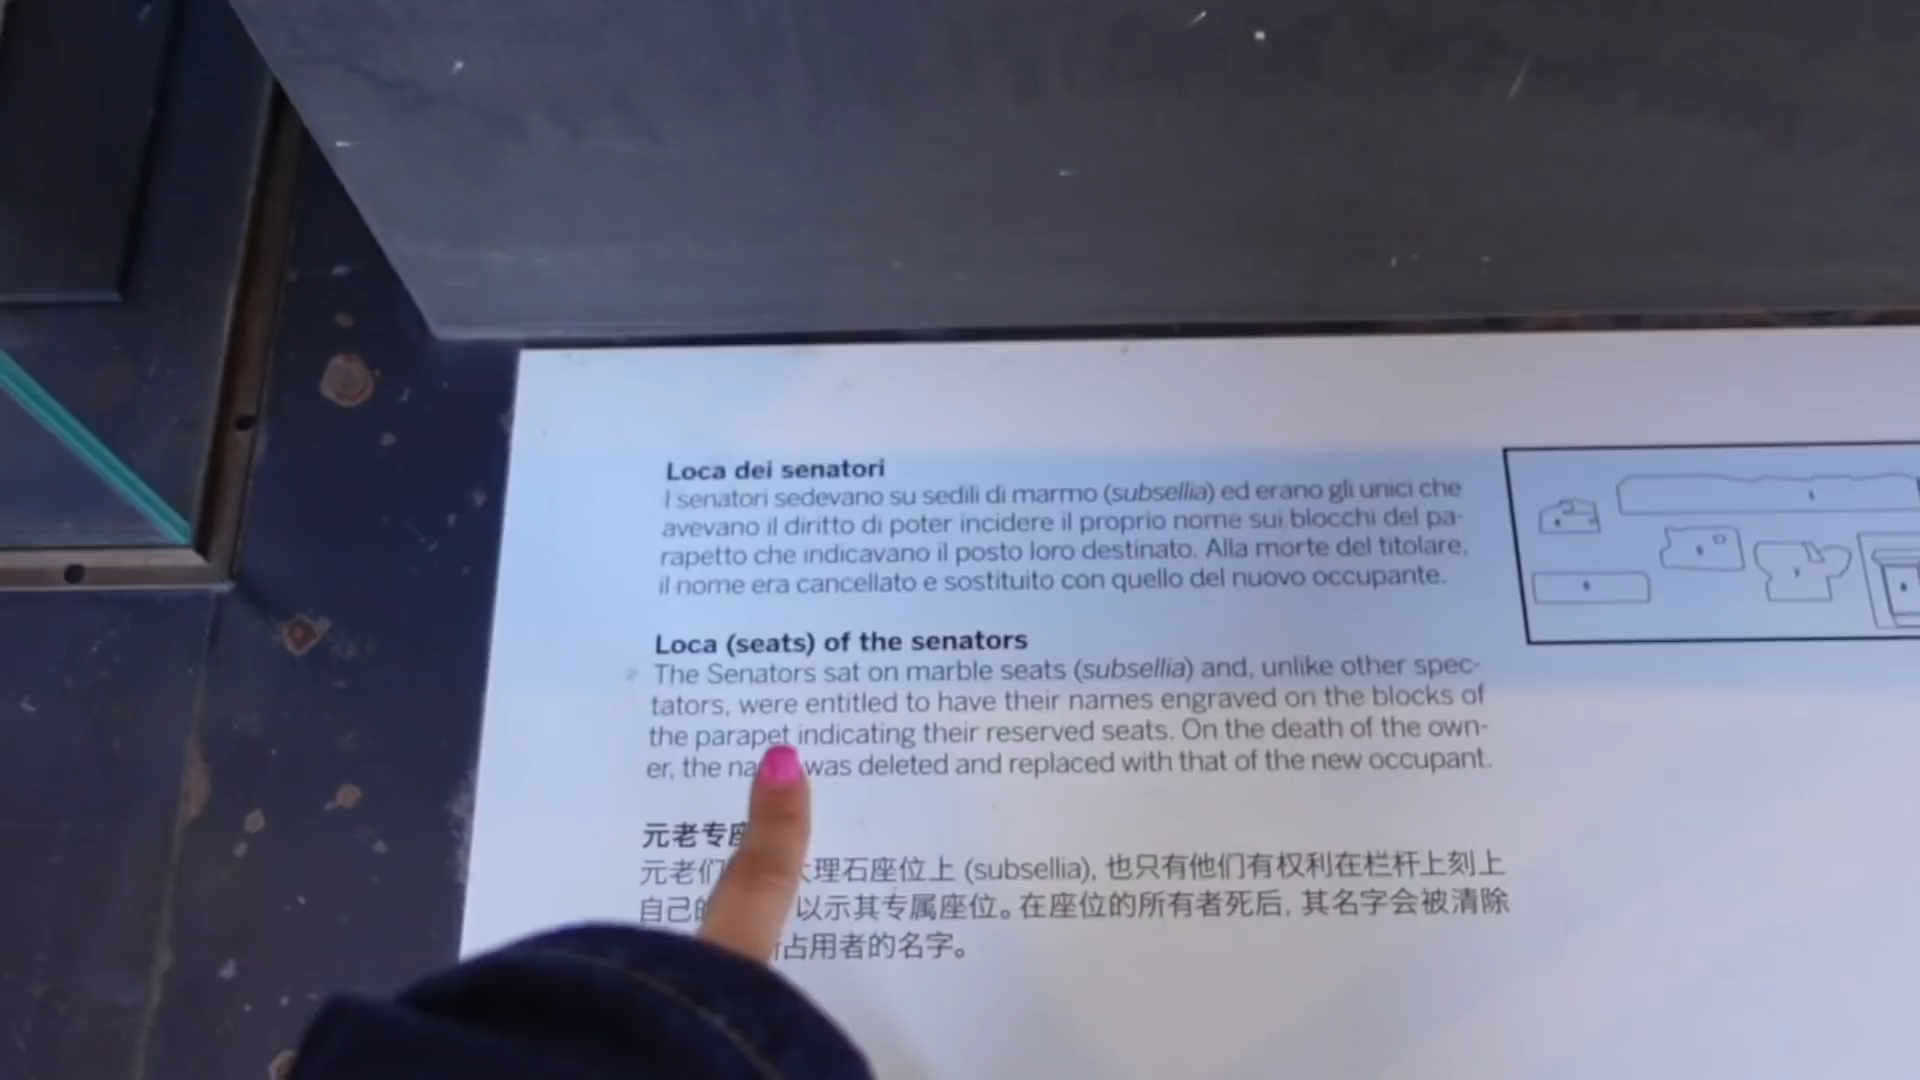 Loca dei senatori
I senatori sedevano su sedili di marmo (subsellia) ed erano gli unici che
avevano il diritto di poter incidere il proprio nome sui blocchi del pa-
rapetto che indicavano il posto loro destinato. Alla morte del titolare,
il nome era cancellato e sostituito con quello del nuovo occupante.
Loca (seats) of the senators
The Senators sat on marble seats (subsellia) and, unlike other spec-
tators, were entitled to have their names engraved on the blocks of
the parapet indicating their reserved seats. On the death of the own-
er, the na was deleted and replaced with that of the new occupant.
元老专座
元老们 大理石座位上 (subsellia), 也只有他们有权利在栏杆上刻上
自己的 以示其专属座位。在座位的所有者死后, 其名字会被清除
占用者的名字。